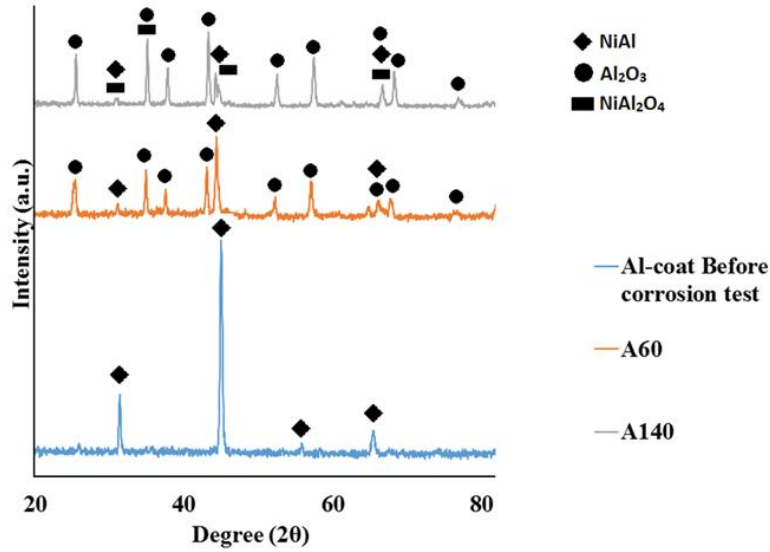 NiAl
Al₂O₃
NiAl₂O₄
Intensity (a.u.)
Al-coat Before
corrosion test
A60
A140
20
40
60
80
Degree (2θ)